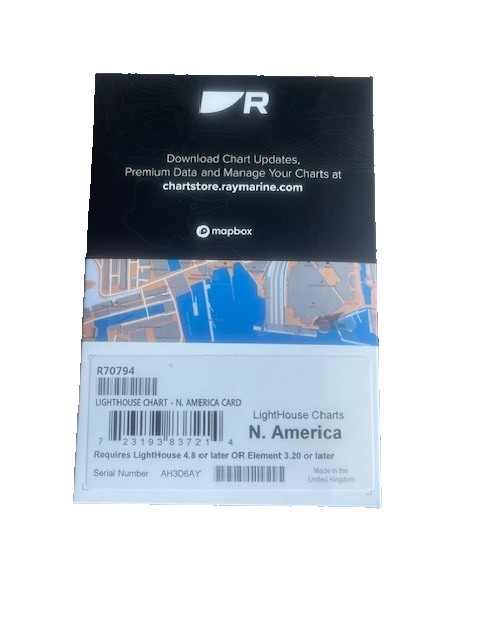 R
Download Chart Updates,
Premium Data and Manage Your Charts at
chartstore.raymarine.com
mapbox
R70794
LIGHTHOUSE CHART - N. AMERICA CARD
LightHouse Charts
N. America
7 23193 83721 4
Requires LightHouse 4.8 or later OR Element 3.20 or later
Serial Number AH3D6AY
Made in the
United Kingdom